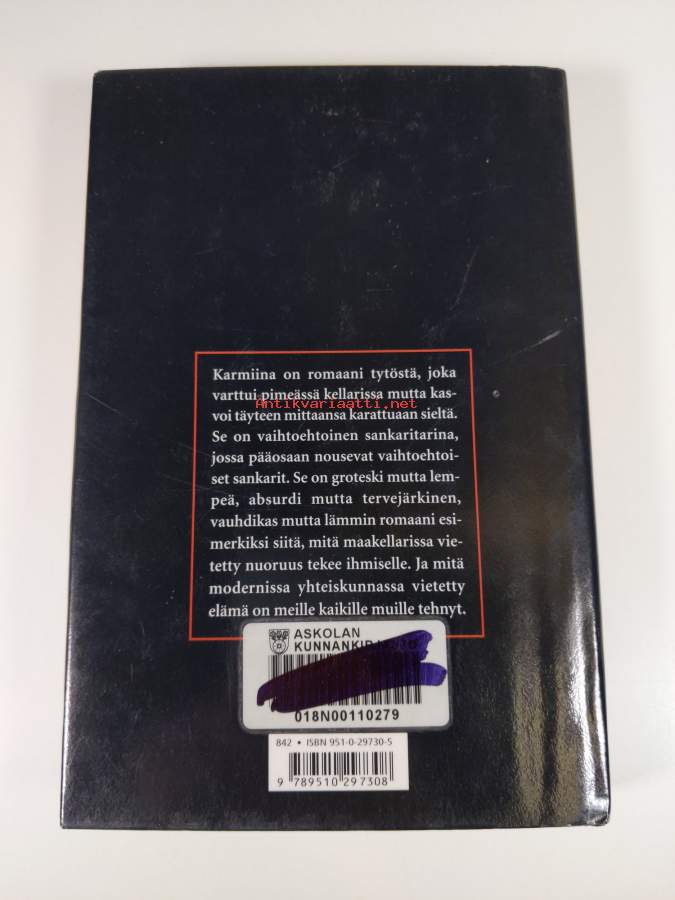 Karmiina on romaani tytöstä, joka
varttui pimeässä kellarissa mutta kas-
Antikvariaatti.net
voi täyteen mittaansa karattuaan sieltä.
Se on vaihtoehtoinen sankaritarina,
jossa pääosaan nousevat vaihtoehtoi-
set sankarit. Se on groteski mutta lem-
peä, absurdi mutta tervejärkinen,
vauhdikas mutta lämmin romaani esi-
merkiksi siitä, mitä maakellarissa vie-
tetty nuoruus tekee ihmiselle. Ja mitä
modernissa yhteiskunnassa vietetty
elämä on meille kaikille muille tehnyt.
ASKOLAN
KUNNANKIRJASTO
018N00110279
842 • ISBN 951-0-29730-5
9 789510 297308